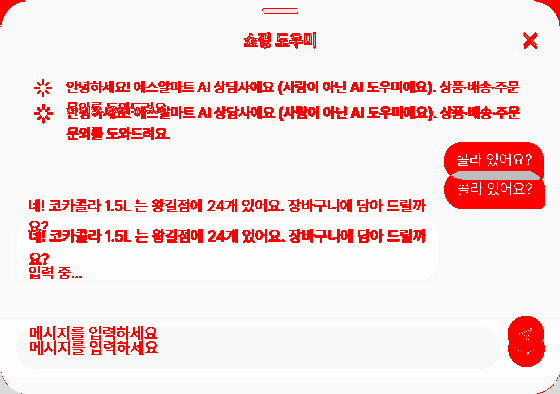 쇼핑 도우미
안녕하세요! 에스알마트 AI 상담사예요 (사람이 아닌 AI 도우미예요). 상품·배송·주문
문의를 도와드려요.
안녕하세요! 에스알마트 AI 상담사예요 (사람이 아닌 AI 도우미예요). 상품·배송·주문
문의를 도와드려요.
콜라 있어요?
콜라 있어요?
네! 코카콜라 1.5L 는 왕길점에 24개 있어요. 장바구니에 담아 드릴까
요?
네! 코카콜라 1.5L 는 왕길점에 24개 있어요. 장바구니에 담아 드릴까
요?
입력 중...
메시지를 입력하세요
메시지를 입력하세요